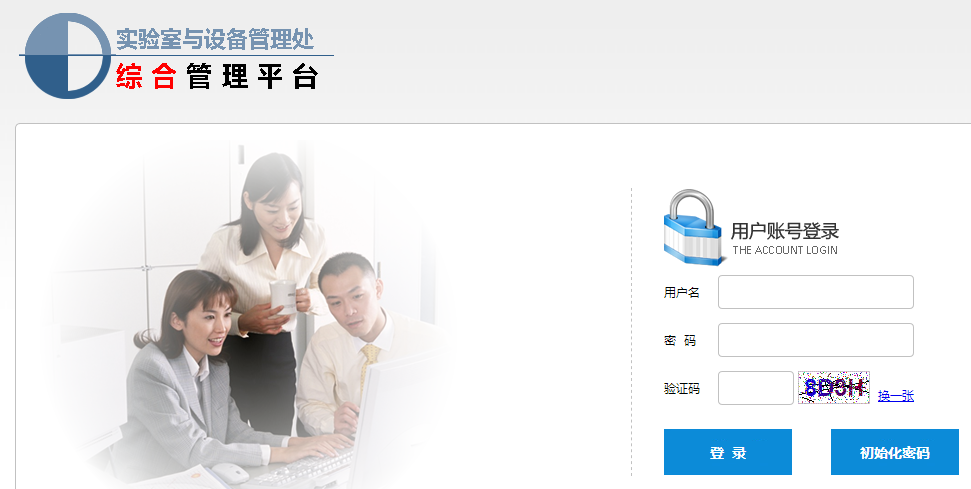 实验室与设备管理处
综合管理平台
用户账号登录
THE ACCOUNT LOGIN
用户名
密 码
验证码 8D3H 换一张
登 录 初始化密码